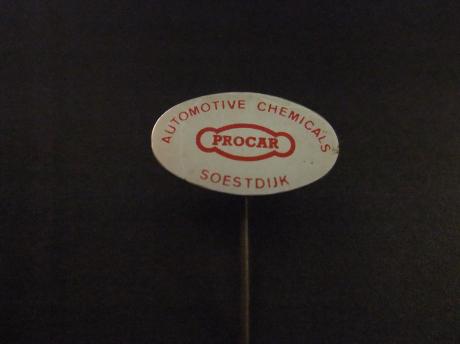 AUTOMOTIVE CHEMICALS
PROCAR
SOESTDIJK